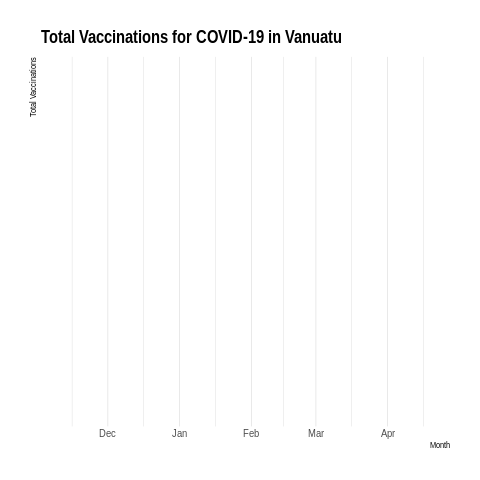 Total Vaccinations for COVID-19 in Vanuatu
Total Vaccinations
Dec Jan Feb Mar Apr
Month